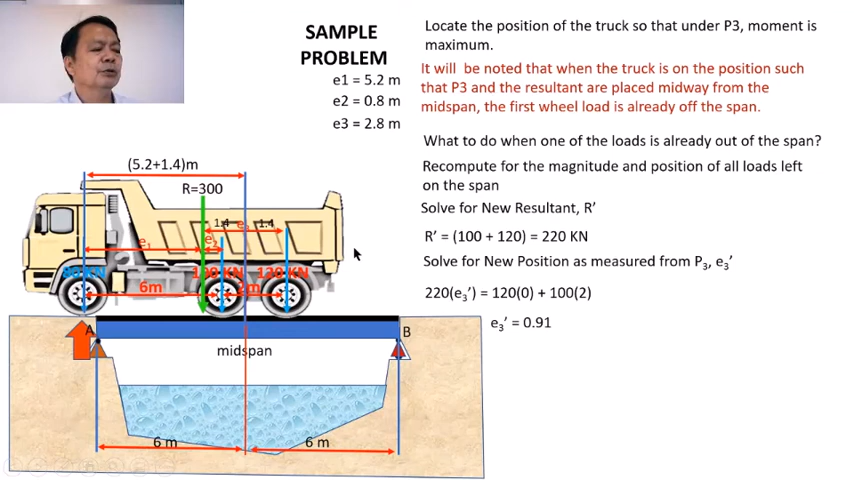 SAMPLE
PROBLEM
e1 = 5.2 m
e2 = 0.8 m
e3 = 2.8 m
Locate the position of the truck so that under P3, moment is
maximum.
It will be noted that when the truck is on the position such
that P3 and the resultant are placed midway from the
midspan, the first wheel load is already off the span.
What to do when one of the loads is already out of the span?
Recompute for the magnitude and position of all loads left
on the span
Solve for New Resultant, R’
R’ = (100 + 120) = 220 KN
Solve for New Position as measured from P₃, e₃’
220(e₃’) = 120(0) + 100(2)
e₃’ = 0.91
(5.2+1.4)m
R=300
1.4
1.4
e₁
80 KN
100 KN
120 KN
6m
2m
A
B
midspan
6 m
6 m